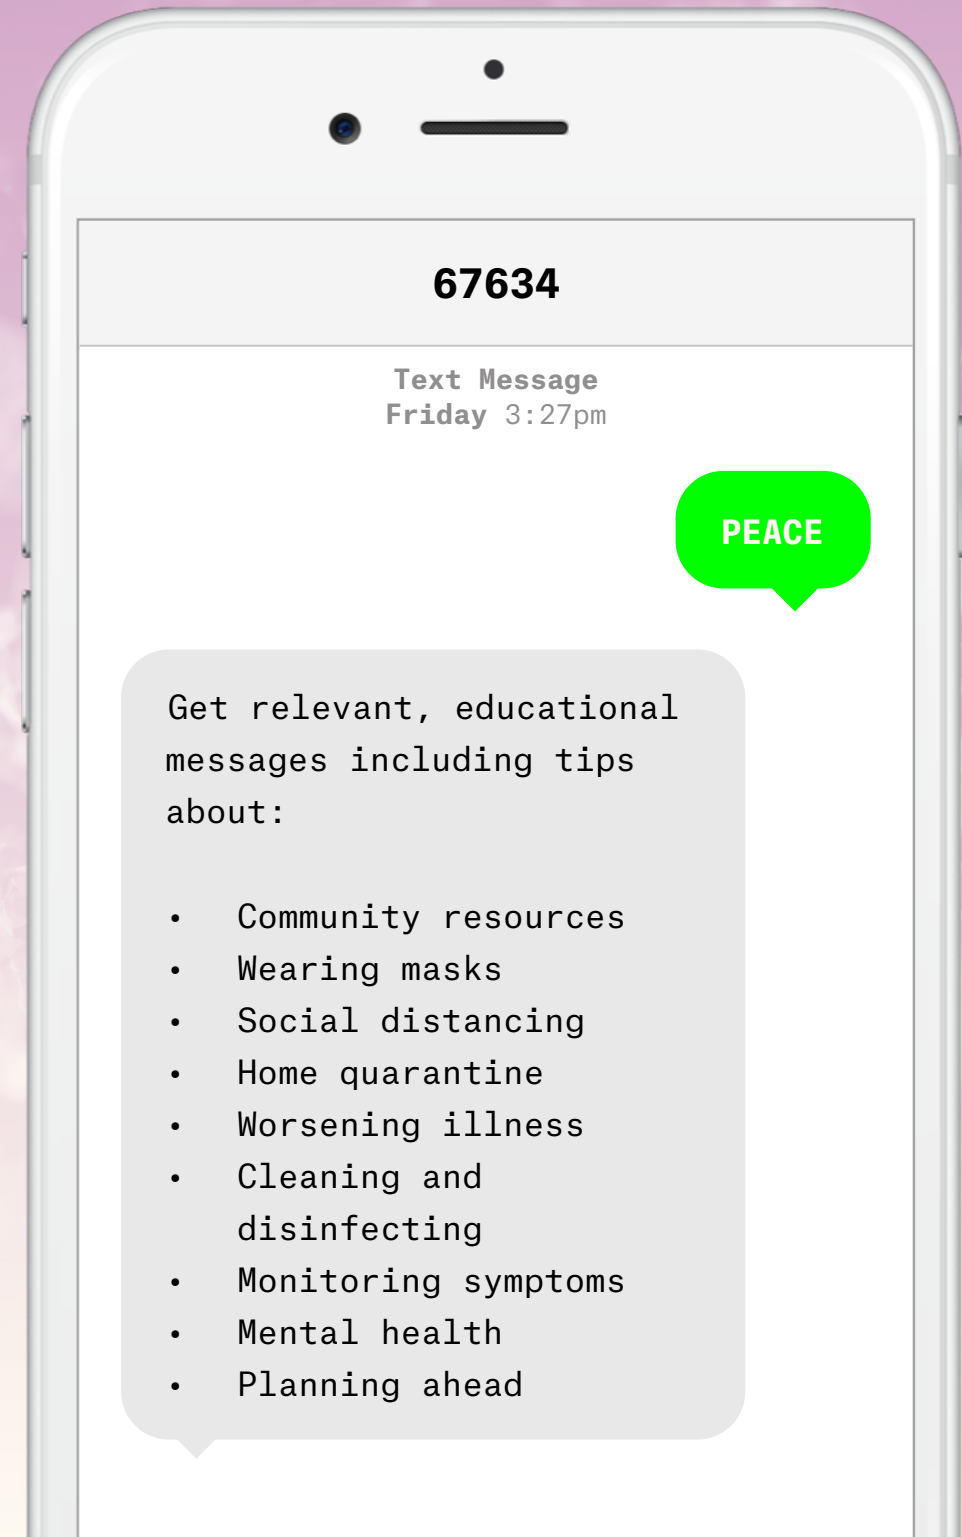 67634
Text Message
Friday 3:27pm
PEACE
Get relevant, educational
messages including tips
about:
• Community resources
• Wearing masks
• Social distancing
• Home quarantine
• Worsening illness
• Cleaning and
disinfecting
• Monitoring symptoms
• Mental health
• Planning ahead